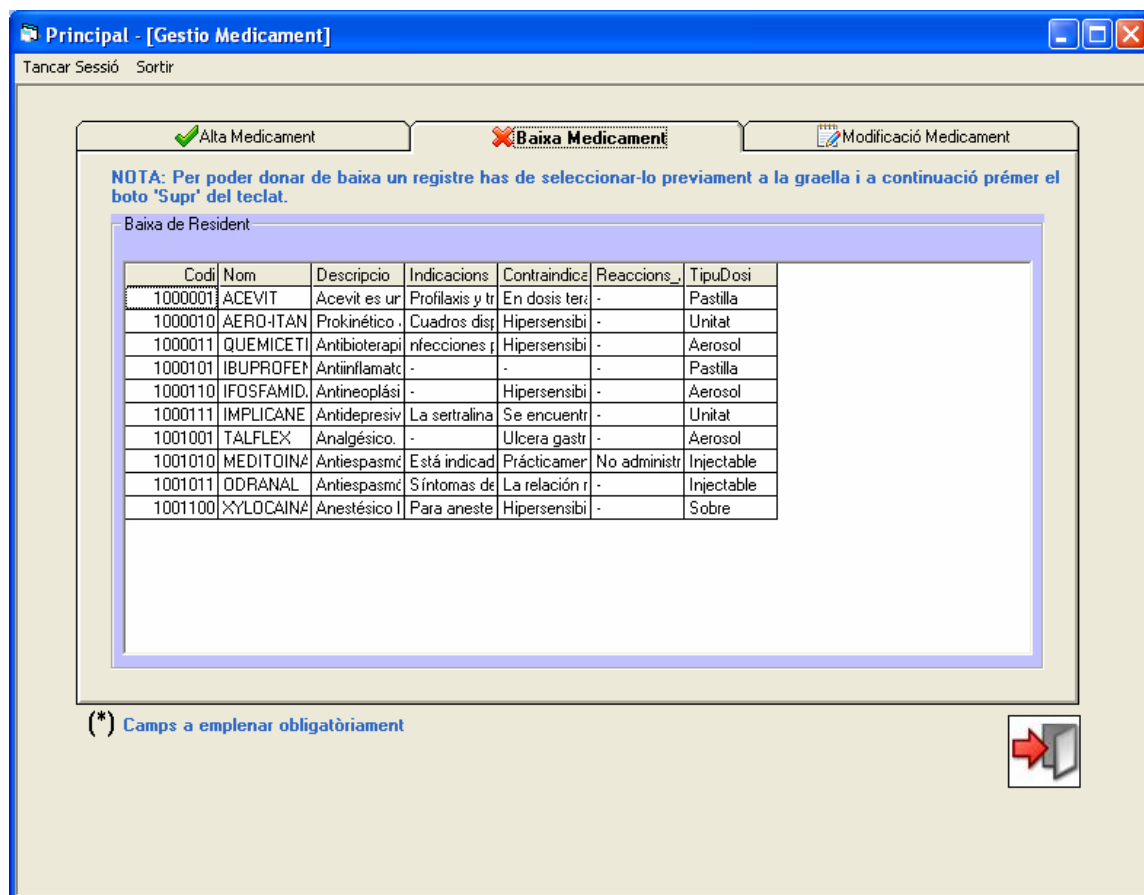 Principal - [Gestio Medicament]
Tancar Sessió Sortir
Alta Medicament Baixa Medicament Modificació Medicament
NOTA: Per poder donar de baixa un registre has de seleccionar-lo previament a la graella i a continuació prémer el
boto 'Supr' del teclat.
Baixa de Resident
Codi Nom Descripcio Indicacions Contraindica Reaccions_ TipuDosi
1000001 ACEVIT Acevit es un Profilaxis y tr En dosis tera - Pastilla
1000010 AERO-ITAN Prokinético Cuadros disp Hipersensibi - Unitat
1000011 QUEMICETI Antibioterapi nfecciones p Hipersensibi - Aerosol
1000101 IBUPROFEN Antiinflamato - - - Pastilla
1000110 IFOSFAMID Antineoplási - Hipersensibi - Aerosol
1000111 IMPLICANE Antidepresiv La sertralina Se encuentr - Unitat
1001001 TALFLEX Analgésico. - Ulcera gastr - Aerosol
1001010 MEDITOINA Antiespasmó Está indicad Prácticamen No administr Injectable
1001011 ODRANAL Antiespasmó Síntomas de La relación r - Injectable
1001100 XYLOCAINA Anestésico l Para aneste Hipersensibi - Sobre
(*) Camps a emplenar obligatòriament